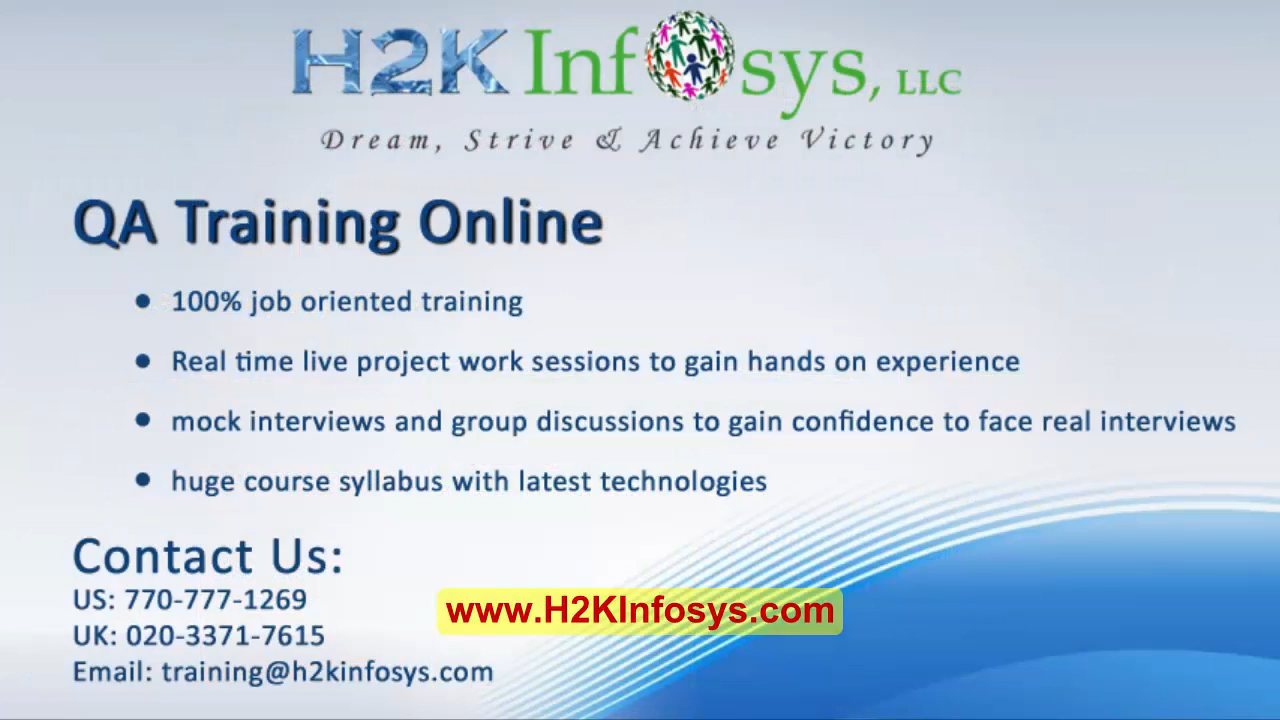 H2K Infosys, LLC
Dream, Strive & Achieve Victory
QA Training Online
• 100% job oriented training
• Real time live project work sessions to gain hands on experience
• mock interviews and group discussions to gain confidence to face real interviews
• huge course syllabus with latest technologies
Contact Us:
US: 770-777-1269
UK: 020-3371-7615
Email: training@h2kinfosys.com
www.H2KInfosys.com